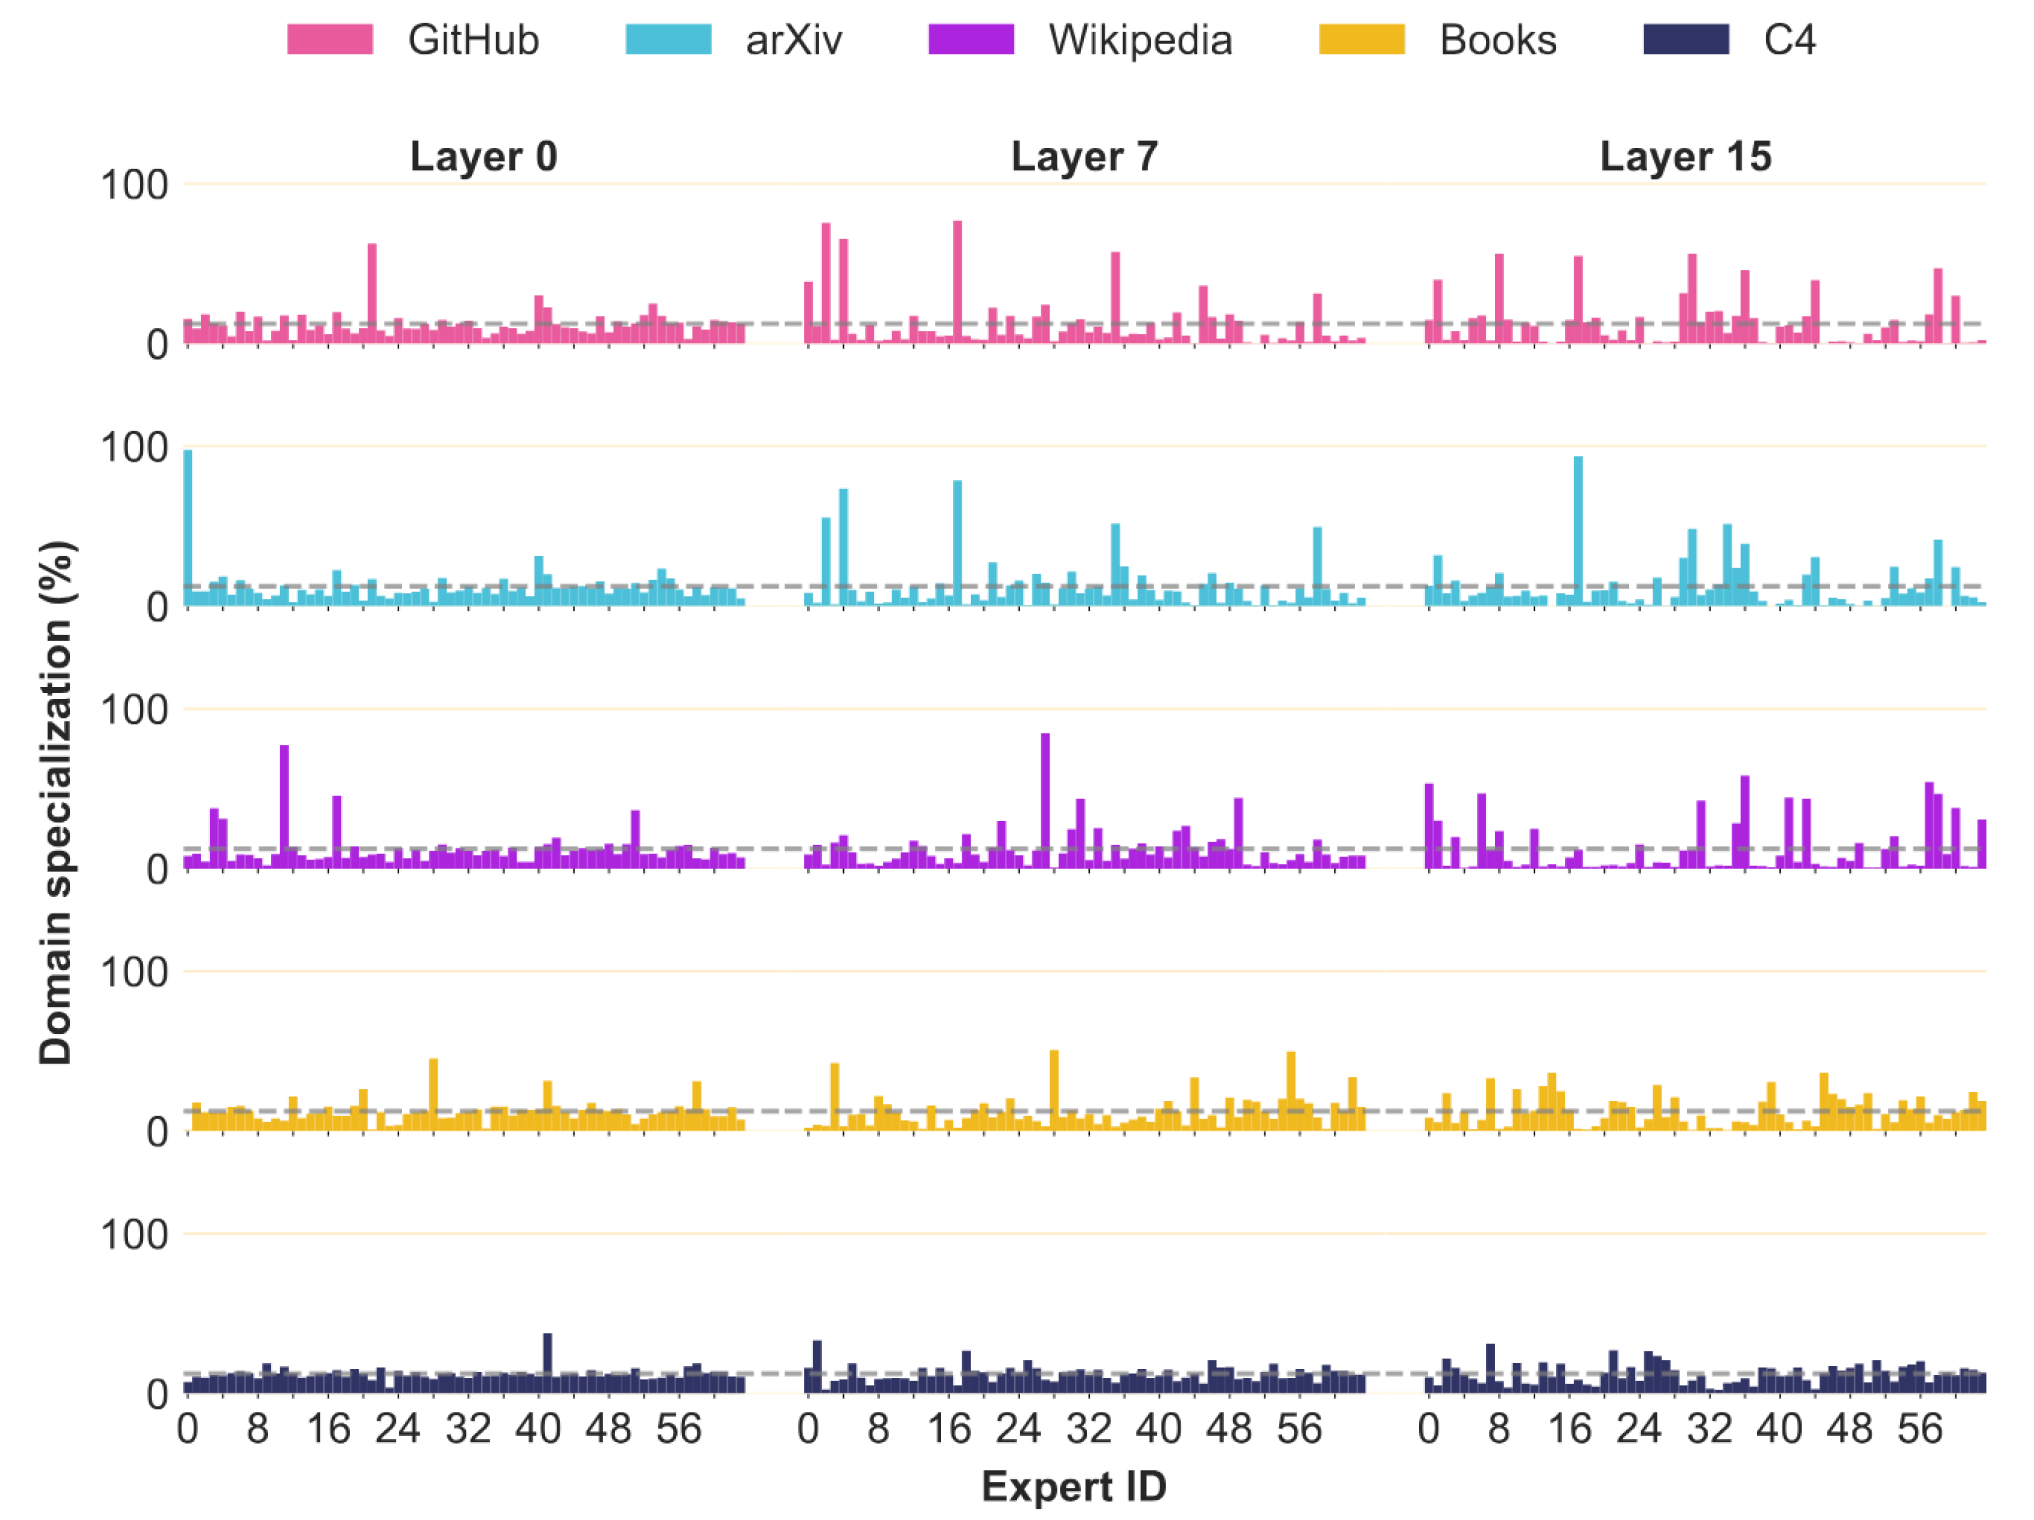 GitHub arXiv Wikipedia Books C4
Layer 0 Layer 7 Layer 15
100
0
100
0
100
0
100
0
100
0
Domain specialization (%)
0 8 16 24 32 40 48 56 0 8 16 24 32 40 48 56 0 8 16 24 32 40 48 56
Expert ID